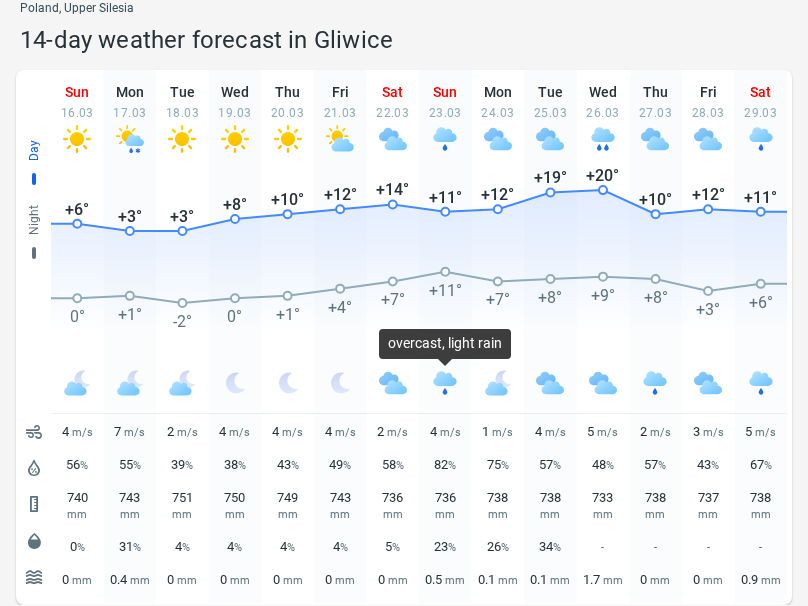 Poland, Upper Silesia
14-day weather forecast in Gliwice
Sun Mon Tue Wed Thu Fri Sat Sun Mon Tue Wed Thu Fri Sat
16.03 17.03 18.03 19.03 20.03 21.03 22.03 23.03 24.03 25.03 26.03 27.03 28.03 29.03
Day
Night
+6° +3° +3° +8° +10° +12° +14° +11° +12° +19° +20° +10° +12° +11°
0° +1° -2° 0° +1° +4° +7° +11° +7° +8° +9° +8° +3° +6°
overcast, light rain
4 m/s 7 m/s 2 m/s 4 m/s 4 m/s 4 m/s 2 m/s 4 m/s 1 m/s 4 m/s 5 m/s 2 m/s 3 m/s 5 m/s
56% 55% 39% 38% 43% 49% 58% 82% 75% 57% 48% 57% 43% 67%
740 743 751 750 749 743 736 736 738 738 733 738 737 738
mm mm mm mm mm mm mm mm mm mm mm mm mm mm
0% 31% 4% 4% 4% 4% 5% 23% 26% 34% - - - -
0 mm 0.4 mm 0 mm 0 mm 0 mm 0 mm 0 mm 0.5 mm 0.1 mm 0.1 mm 1.7 mm 0 mm 0 mm 0.9 mm